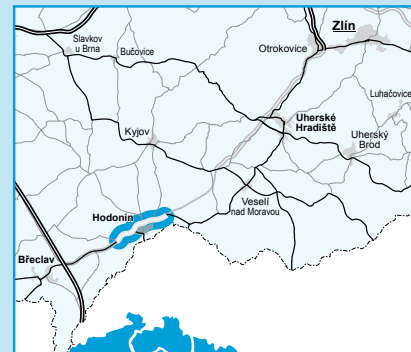 Zlín
Slavkov
u Brna
Bučovice
Otrokovice
Luhačovice
Kyjov
Uherské
Hradiště
Uherský
Brod
Hodonín
Veselí
nad Moravou
Břeclav